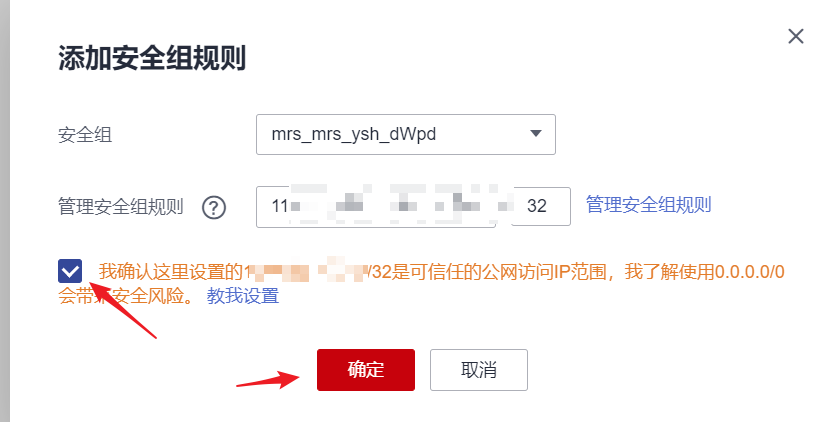 添加安全组规则
安全组 mrs_mrs_ysh_dWpd
管理安全组规则 ? 11 32 管理安全组规则
我确认这里设置的1 /32是可信任的公网访问IP范围，我了解使用0.0.0.0/0
会带来安全风险。 教我设置
确定 取消